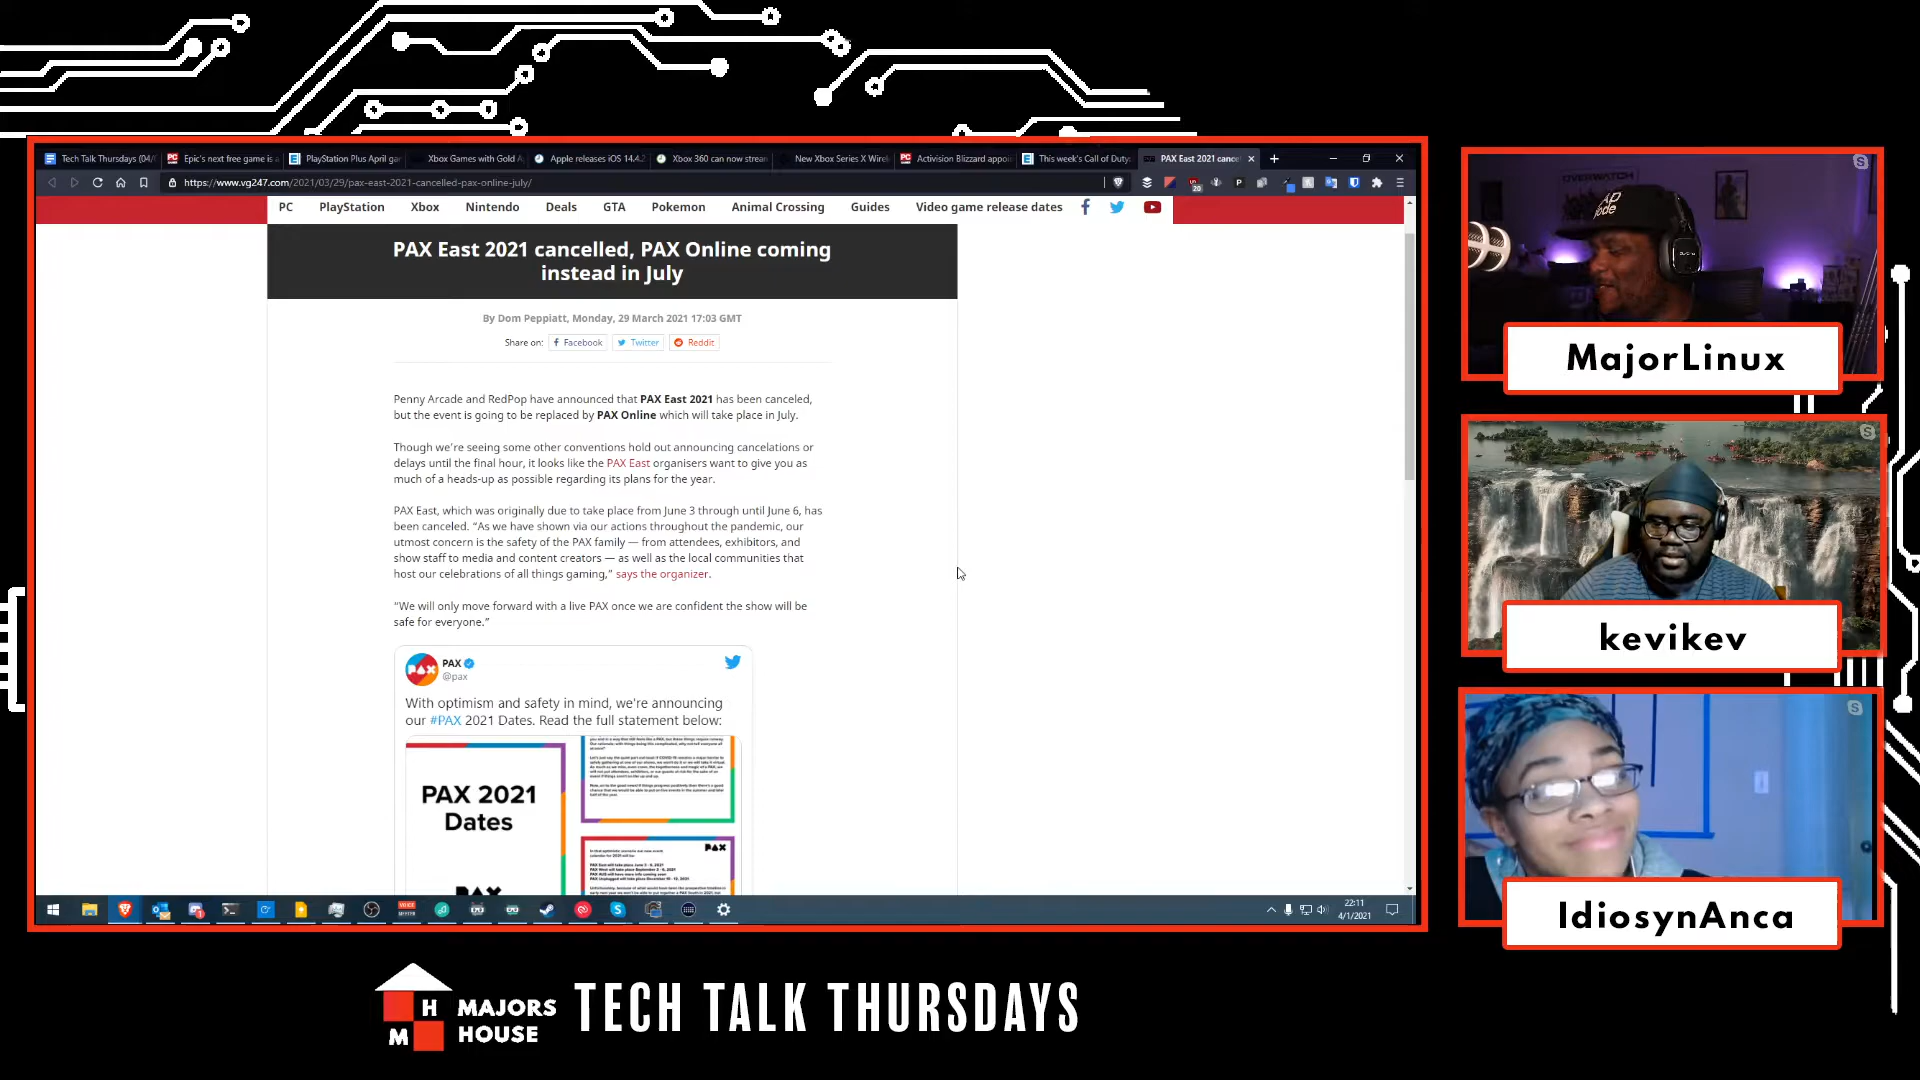 Tech Talk Thursdays (04/
Epic's next free game is a
PlayStation Plus April ga
Xbox Games with Gold A
Apple releases iOS 14.4.2
Xbox 360 can now stream
New Xbox Series X Wirel
Activision Blizzard appoi
This week's Call of Duty:
PAX East 2021 cance
https://www.vg247.com/2021/03/29/pax-east-2021-cancelled-pax-online-july/
20
PC
PlayStation
Xbox
Nintendo
Deals
GTA
Pokemon
Animal Crossing
Guides
Video game release dates
PAX East 2021 cancelled, PAX Online coming
instead in July
By Dom Peppiatt, Monday, 29 March 2021 17:03 GMT
Share on:
Facebook
Twitter
Reddit
Penny Arcade and RedPop have announced that PAX East 2021 has been canceled,
but the event is going to be replaced by PAX Online which will take place in July.
Though we're seeing some other conventions hold out announcing cancelations or
delays until the final hour, it looks like the PAX East organisers want to give you as
much of a heads-up as possible regarding its plans for the year.
PAX East, which was originally due to take place from June 3 through until June 6, has
been canceled. “As we have shown via our actions throughout the pandemic, our
utmost concern is the safety of the PAX family — from attendees, exhibitors, and
show staff to media and content creators — as well as the local communities that
host our celebrations of all things gaming,” says the organizer.
“We will only move forward with a live PAX once we are confident the show will be
safe for everyone.”
PAX
PAX
@pax
With optimism and safety in mind, we're announcing
our #PAX 2021 Dates. Read the full statement below:
PAX 2021
Dates
PAX
PAX
22:11
4/1/2021
OVERWATCH
MajorLinux
kevikev
IdiosynAnca
H
M
MAJORS
HOUSE
TECH TALK THURSDAYS